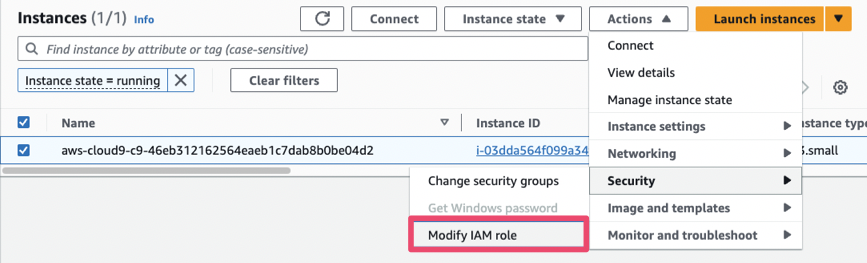 Instances (1/1) Info
Connect
Instance state
Actions
Launch instances
Find instance by attribute or tag (case-sensitive)
Instance state = running
Clear filters
Connect
View details
Manage instance state
Instance settings
Networking
Security
Image and templates
Monitor and troubleshoot
Name
Instance ID
aws-cloud9-c9-46eb312162564eaeb1c7dab8b0be04d2
i-03dda564f099a34
nstance type
3.small
Change security groups
Get Windows password
Modify IAM role